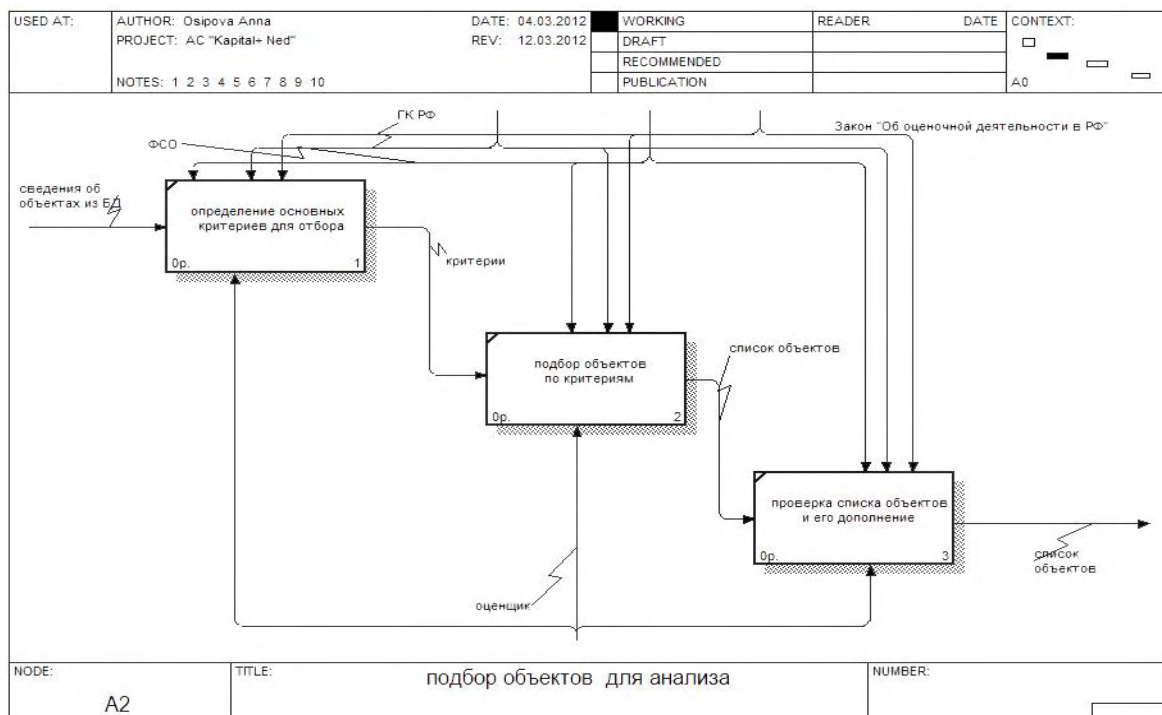 USED AT:
AUTHOR: Osipova Anna
DATE: 04.03.2012
PROJECT: AC "Kapital+ Ned"
REV: 12.03.2012
NOTES: 1 2 3 4 5 6 7 8 9 10
WORKING
DRAFT
RECOMMENDED
PUBLICATION
READER
DATE
CONTEXT:
A0
ГК РФ
Закон "Об оценочной деятельности в РФ"
ФСО
сведения об
объектах из БД
определение основных
критериев для отбора
0р.
1
критерии
подбор объектов
по критериям
0р.
2
список объектов
проверка списка объектов
и его дополнение
0р.
3
список
объектов
оценщик
NODE:
A2
TITLE:
подбор объектов для анализа
NUMBER: